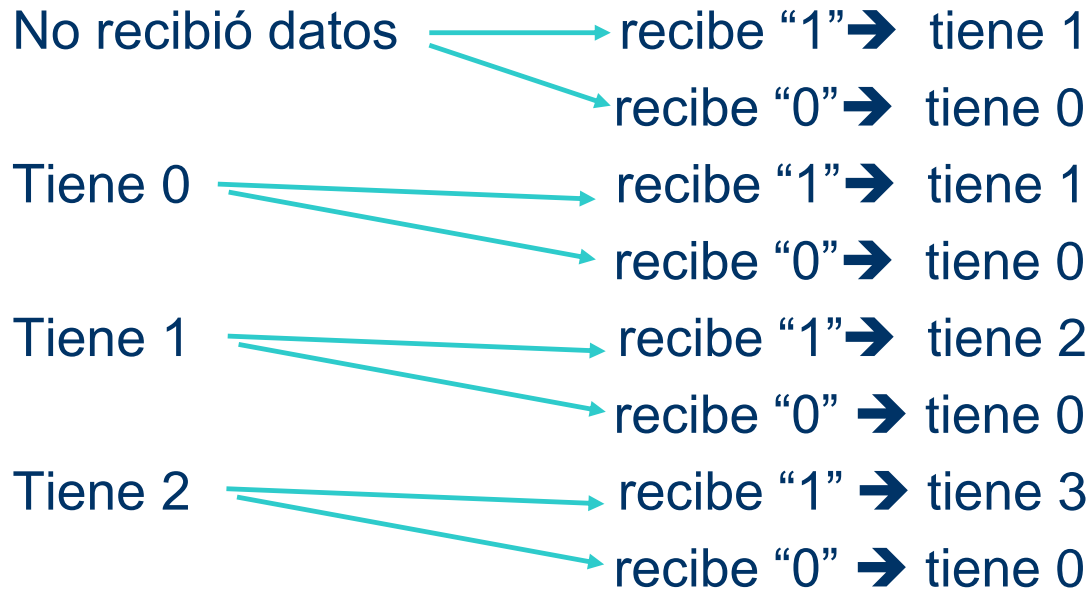 No recibió datos recibe “1”➔ tiene 1
recibe “0”➔ tiene 0
Tiene 0 recibe “1”➔ tiene 1
recibe “0”➔ tiene 0
Tiene 1 recibe “1”➔ tiene 2
recibe “0” ➔ tiene 0
Tiene 2 recibe “1” ➔ tiene 3
recibe “0” ➔ tiene 0